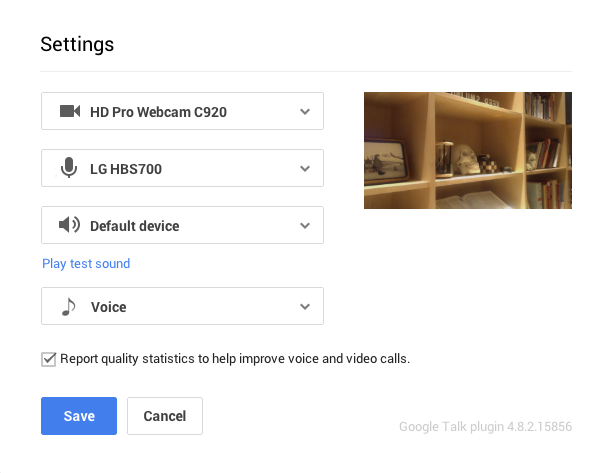 Settings
HD Pro Webcam C920
LG HBS700
Default device
Play test sound
Voice
Report quality statistics to help improve voice and video calls.
Save
Cancel
Google Talk plugin 4.8.2.15856